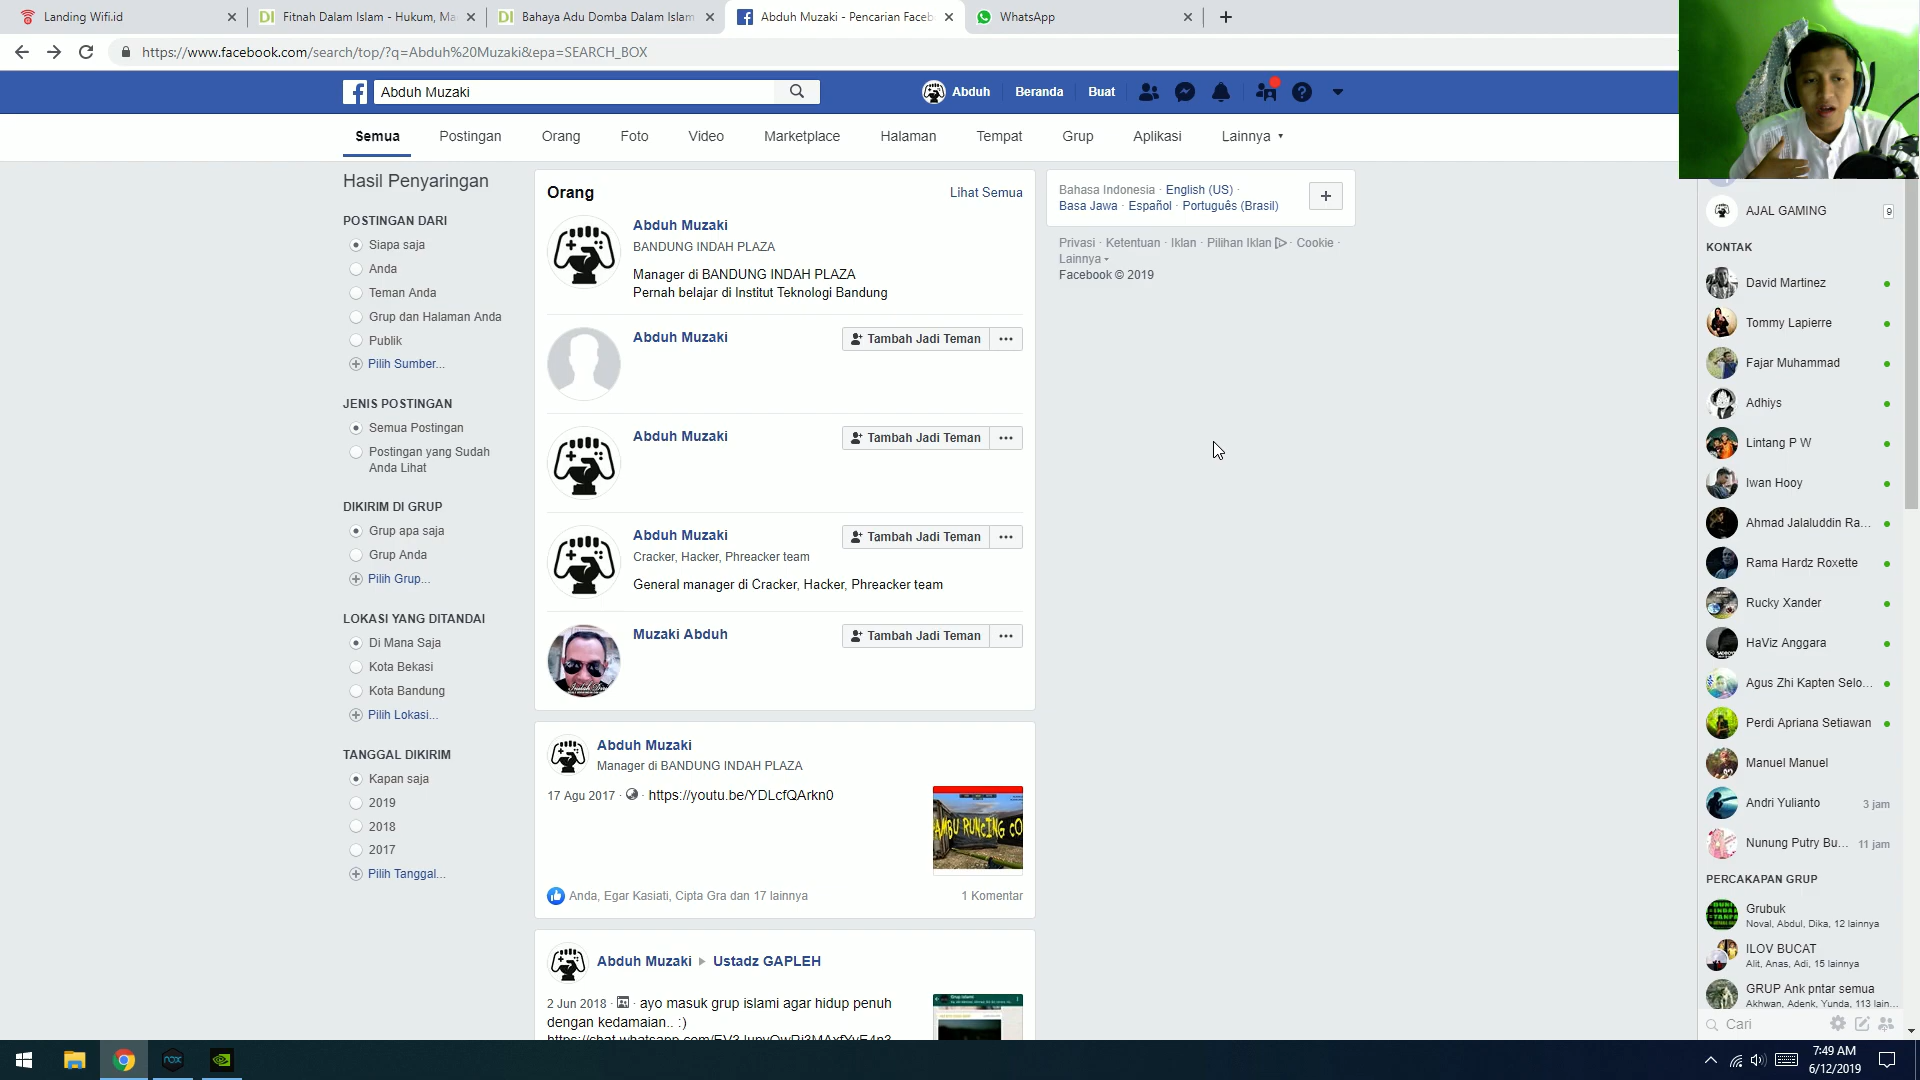 Landing Wifi.id
Fitnah Dalam Islam - Hukum, Ma
Bahaya Adu Domba Dalam Islam
Abduh Muzaki - Pencarian Faceb
WhatsApp
https://www.facebook.com/search/top/?q=Abduh%20Muzaki&epa=SEARCH_BOX
Abduh Muzaki
Abduh
Beranda
Buat
Semua
Postingan
Orang
Foto
Video
Marketplace
Halaman
Tempat
Grup
Aplikasi
Lainnya
Hasil Penyaringan
POSTINGAN DARI
Siapa saja
Anda
Teman Anda
Grup dan Halaman Anda
Publik
Pilih Sumber...
JENIS POSTINGAN
Semua Postingan
Postingan yang Sudah
Anda Lihat
DIKIRIM DI GRUP
Grup apa saja
Grup Anda
Pilih Grup...
LOKASI YANG DITANDAI
Di Mana Saja
Kota Bekasi
Kota Bandung
Pilih Lokasi...
TANGGAL DIKIRIM
Kapan saja
2019
2018
2017
Pilih Tanggal...
Orang
Lihat Semua
Abduh Muzaki
BANDUNG INDAH PLAZA
Manager di BANDUNG INDAH PLAZA
Pernah belajar di Institut Teknologi Bandung
Abduh Muzaki
Tambah Jadi Teman
Abduh Muzaki
Tambah Jadi Teman
Abduh Muzaki
Tambah Jadi Teman
Cracker, Hacker, Phreacker team
General manager di Cracker, Hacker, Phreacker team
Muzaki Abduh
Tambah Jadi Teman
Abduh Muzaki
Manager di BANDUNG INDAH PLAZA
17 Agu 2017 · https://youtu.be/YDLcfQArkn0
AMBU RUNCING CO
Anda, Egar Kasiati, Cipta Gra dan 17 lainnya
1 Komentar
Abduh Muzaki ▸ Ustadz GAPLEH
2 Jun 2018 · ayo masuk grup islami agar hidup penuh
dengan kedamaian.. :)
Bahasa Indonesia · English (US) ·
Basa Jawa · Español · Português (Brasil)
Privasi · Ketentuan · Iklan · Pilihan Iklan · Cookie ·
Lainnya
Facebook © 2019
AJAL GAMING
9
KONTAK
David Martinez
Tommy Lapierre
Fajar Muhammad
Adhiys
Lintang P W
Iwan Hooy
Ahmad Jalaluddin Ra...
Rama Hardz Roxette
Rucky Xander
HaViz Anggara
Agus Zhi Kapten Selo...
Perdi Apriana Setiawan
Manuel Manuel
Andri Yulianto
3 jam
Nunung Putry Bu...
11 jam
PERCAKAPAN GRUP
Grubuk
Noval, Abdul, Dika, 12 lainnya
ILOV BUCAT
Alit, Anas, Adi, 15 lainnya
GRUP Ank pntar semua
Akhwan, Adenk, Yunda, 113 lain...
Cari
nox
7:49 AM
6/12/2019